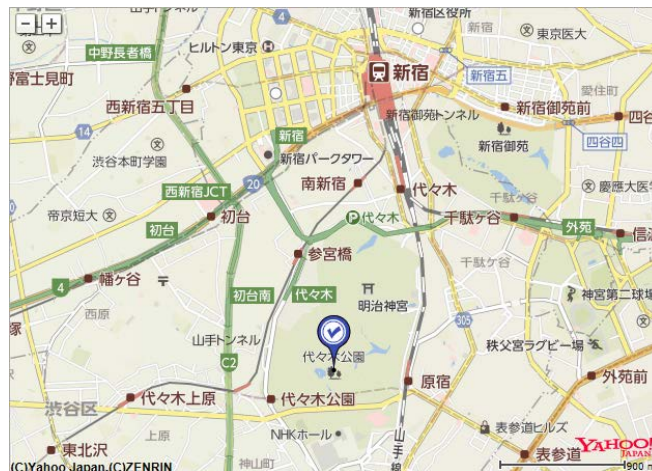 新宿区役所
東京医大
中野長者橋
ヒルトン東京
新宿五
新宿
野富士見町
愛住町
西新宿五丁目
新宿御苑前
新宿御苑トンネル
四谷四
14
渋谷本町学園
新宿
新宿パークタワー
新宿御苑
西新宿JCT
20
南新宿
代々木
慶應大医
帝京短大
初台
初台
代々木
千駄ケ谷
外苑
参宮橋
千駄ケ谷
4
幡ヶ谷
初台南
代々木
明治神宮
神宮第二球場
西原
山手トンネル
305
代々木公園
秩父宮ラグビー場
C2
原宿
外苑前
渋谷区
代々木上原
代々木公園
上原
NHKホール
山手線
表参道ヒルズ
東北沢
神山町
表参道
YAHOO!
JAPAN
(C)Yahoo Japan,(C)ZENRIN
900